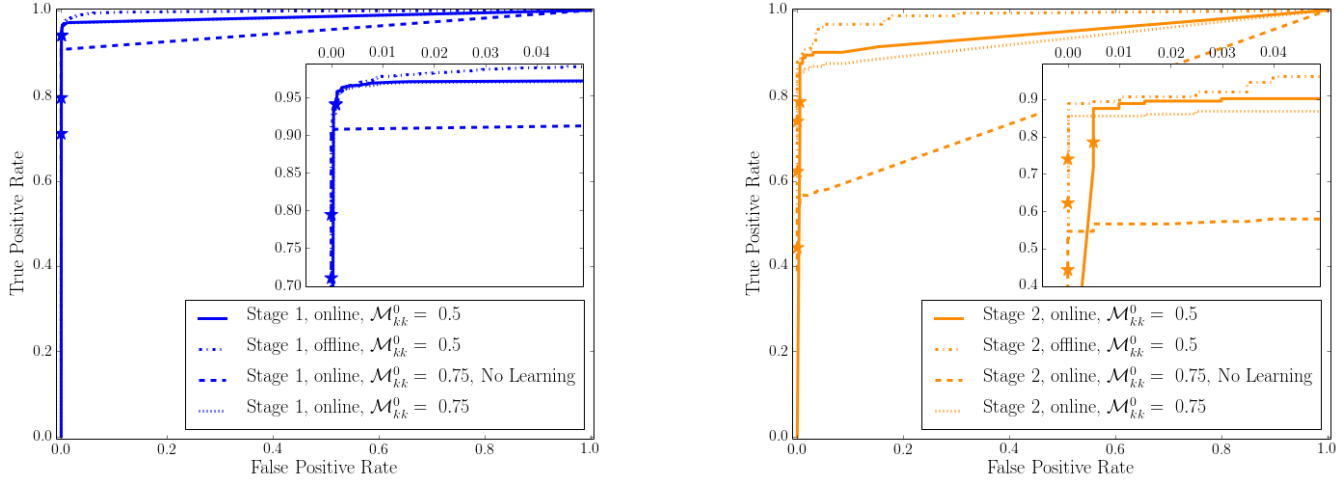 1.0
0.8
0.6
0.4
0.2
0.0
True Positive Rate
0.0 0.2 0.4 0.6 0.8 1.0
False Positive Rate
0.00 0.01 0.02 0.03 0.04
0.95
0.90
0.85
0.80
0.75
0.70
Stage 1, online, $\mathcal{M}^0_{kk}=$ 0.5
Stage 1, offline, $\mathcal{M}^0_{kk}=$ 0.5
Stage 1, online, $\mathcal{M}^0_{kk}=$ 0.75, No Learning
Stage 1, online, $\mathcal{M}^0_{kk}=$ 0.75
1.0
0.8
0.6
0.4
0.2
0.0
True Positive Rate
0.0 0.2 0.4 0.6 0.8 1.0
False Positive Rate
0.00 0.01 0.02 0.03 0.04
0.9
0.8
0.7
0.6
0.5
0.4
Stage 2, online, $\mathcal{M}^0_{kk}=$ 0.5
Stage 2, offline, $\mathcal{M}^0_{kk}=$ 0.5
Stage 2, online, $\mathcal{M}^0_{kk}=$ 0.75, No Learning
Stage 2, online, $\mathcal{M}^0_{kk}=$ 0.75